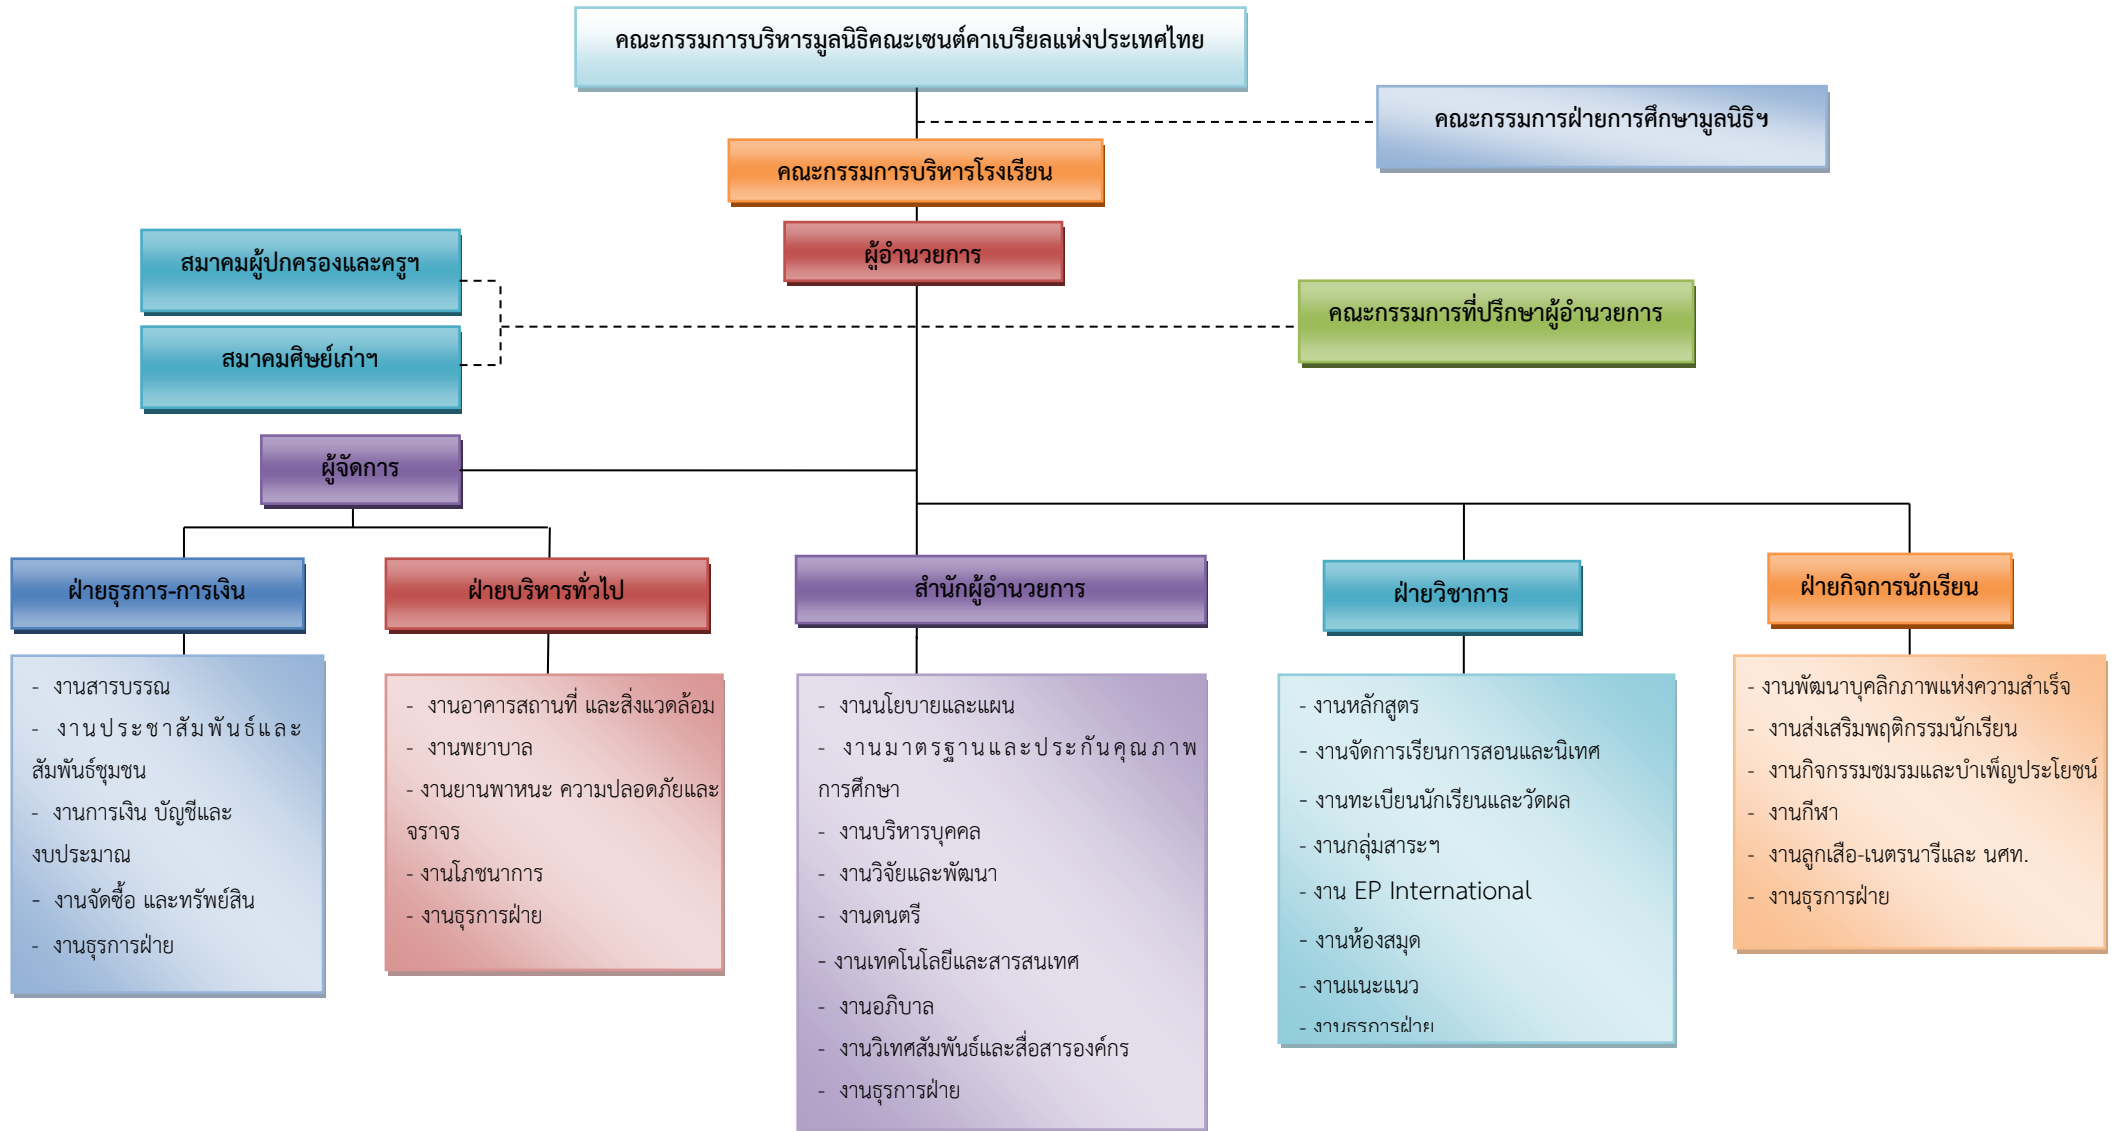 คณะกรรมการบริหารมูลนิธิคณะเซนต์คาเบรียลแห่งประเทศไทย
คณะกรรมการฝ่ายการศึกษามูลนิธิฯ
คณะกรรมการบริหารโรงเรียน
ผู้อำนวยการ
สมาคมผู้ปกครองและครูฯ
สมาคมศิษย์เก่าฯ
คณะกรรมการที่ปรึกษาผู้อำนวยการ
ผู้จัดการ
ฝ่ายธุรการ-การเงิน
ฝ่ายบริหารทั่วไป
สำนักผู้อำนวยการ
ฝ่ายวิชาการ
ฝ่ายกิจการนักเรียน
- งานสารบรรณ
- งานประชาสัมพันธ์และ
สัมพันธ์ชุมชน
- งานการเงิน บัญชีและ
งบประมาณ
- งานจัดซื้อ และทรัพย์สิน
- งานธุรการฝ่าย
- งานอาคารสถานที่ และสิ่งแวดล้อม
- งานพยาบาล
- งานยานพาหนะ ความปลอดภัยและ
จราจร
- งานโภชนาการ
- งานธุรการฝ่าย
- งานนโยบายและแผน
- งานมาตรฐานและประกันคุณภาพ
การศึกษา
- งานบริหารบุคคล
- งานวิจัยและพัฒนา
- งานดนตรี
- งานเทคโนโลยีและสารสนเทศ
- งานอภิบาล
- งานวิเทศสัมพันธ์และสื่อสารองค์กร
- งานธุรการฝ่าย
- งานหลักสูตร
- งานจัดการเรียนการสอนและนิเทศ
- งานทะเบียนนักเรียนและวัดผล
- งานกลุ่มสาระฯ
- งาน EP International
- งานห้องสมุด
- งานแนะแนว
- งานธุรการฝ่าย
- งานพัฒนาบุคลิกภาพแห่งความสำเร็จ
- งานส่งเสริมพฤติกรรมนักเรียน
- งานกิจกรรมชมรมและบำเพ็ญประโยชน์
- งานกีฬา
- งานลูกเสือ-เนตรนารีและ นศท.
- งานธุรการฝ่าย